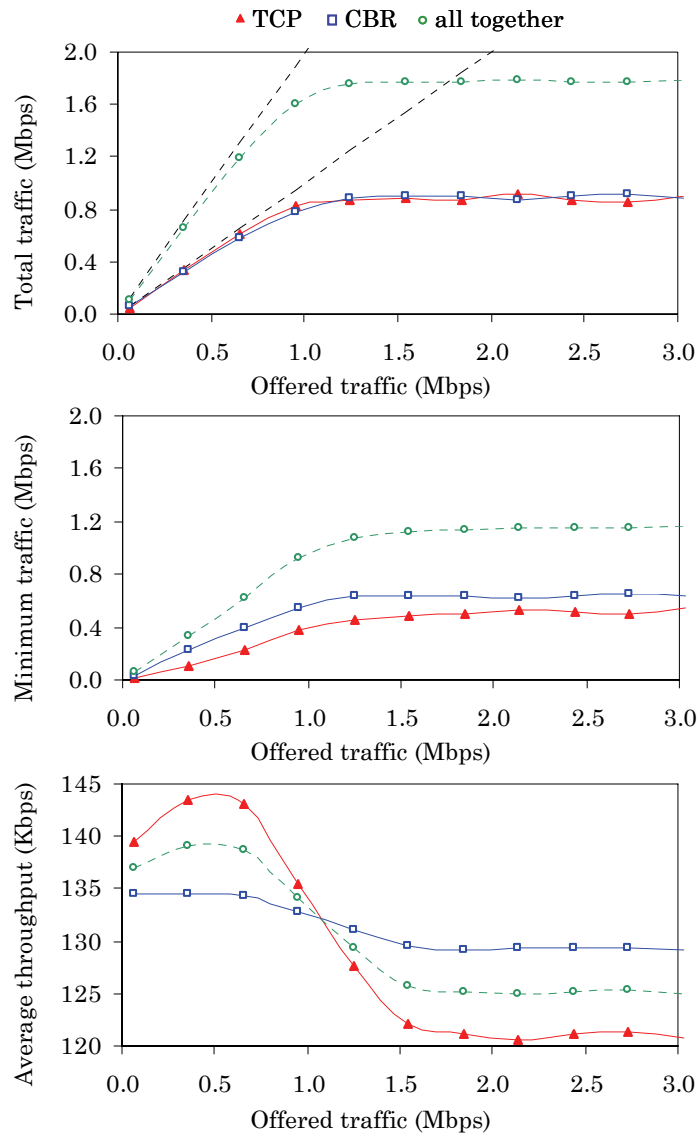 TCP CBR all together
Total traffic (Mbps)
2.0
1.6
1.2
0.8
0.4
0.0
0.0 0.5 1.0 1.5 2.0 2.5 3.0
Offered traffic (Mbps)
Minimum traffic (Mbps)
2.0
1.6
1.2
0.8
0.4
0.0
0.0 0.5 1.0 1.5 2.0 2.5 3.0
Offered traffic (Mbps)
Average throughput (Kbps)
145
140
135
130
125
120
0.0 0.5 1.0 1.5 2.0 2.5 3.0
Offered traffic (Mbps)